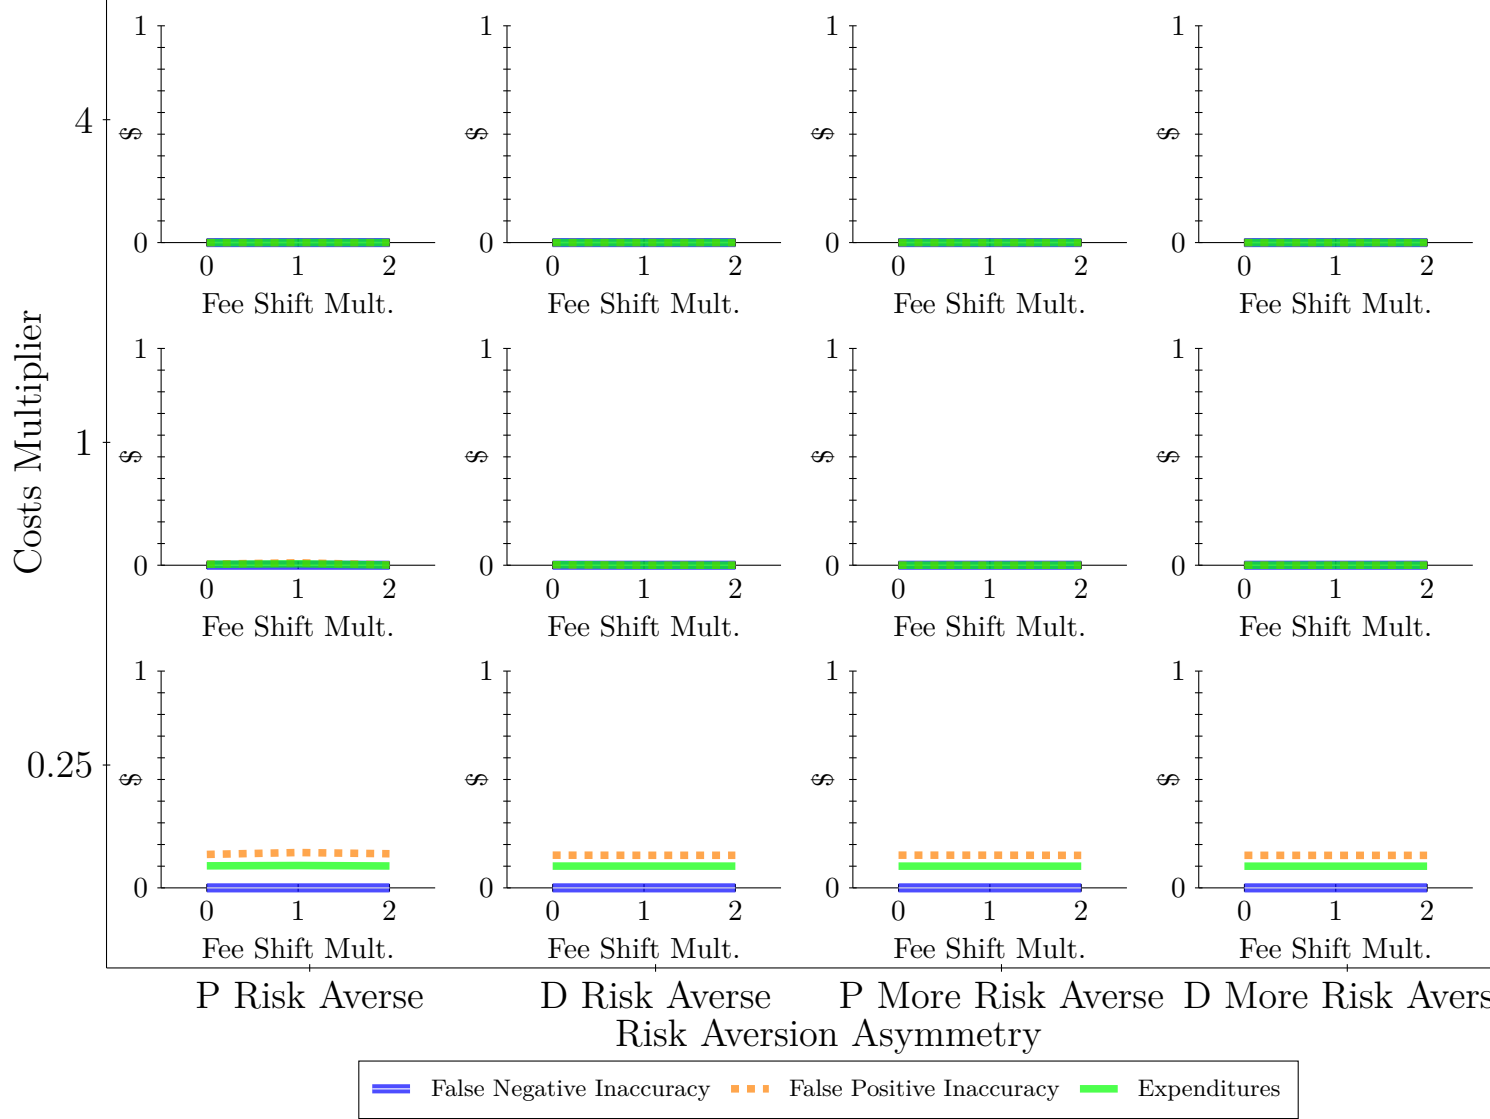 Costs Multiplier
4
1
$
0
0 1 2
Fee Shift Mult.
1
$
0
0 1 2
Fee Shift Mult.
1
$
0
0 1 2
Fee Shift Mult.
1
$
0
0 1 2
Fee Shift Mult.
1
1
$
0
0 1 2
Fee Shift Mult.
1
$
0
0 1 2
Fee Shift Mult.
1
$
0
0 1 2
Fee Shift Mult.
1
$
0
0 1 2
Fee Shift Mult.
0.25
1
$
0
0 1 2
Fee Shift Mult.
1
$
0
0 1 2
Fee Shift Mult.
1
$
0
0 1 2
Fee Shift Mult.
1
$
0
0 1 2
Fee Shift Mult.
P Risk Averse D Risk Averse P More Risk Averse D More Risk Avers
Risk Aversion Asymmetry
False Negative Inaccuracy False Positive Inaccuracy Expenditures